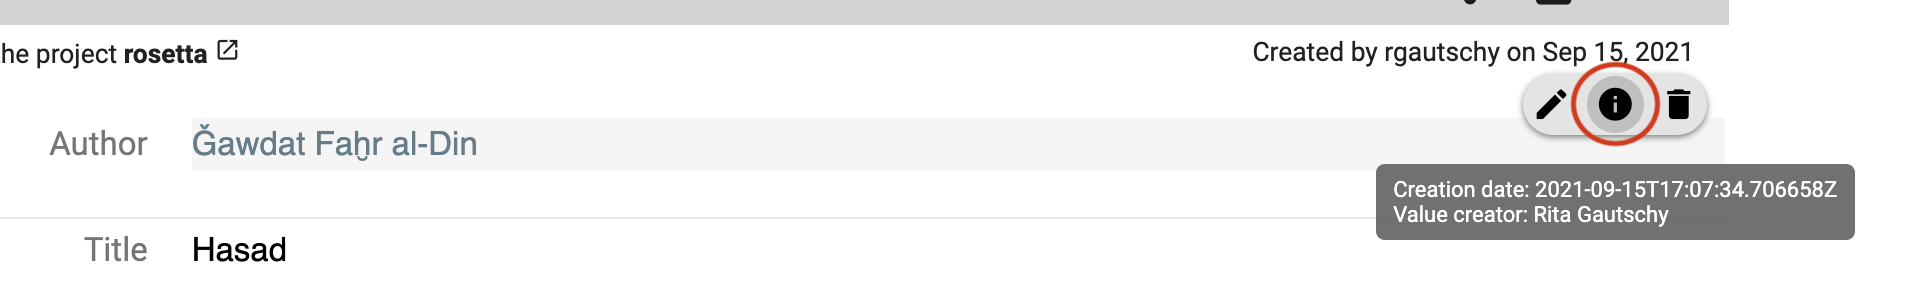 he project rosetta
Created by rgautschy on Sep 15, 2021
Author
Ǧawdat Faḫr al-Din
Creation date: 2021-09-15T17:07:34.706658Z
Value creator: Rita Gautschy
Title
Hasad